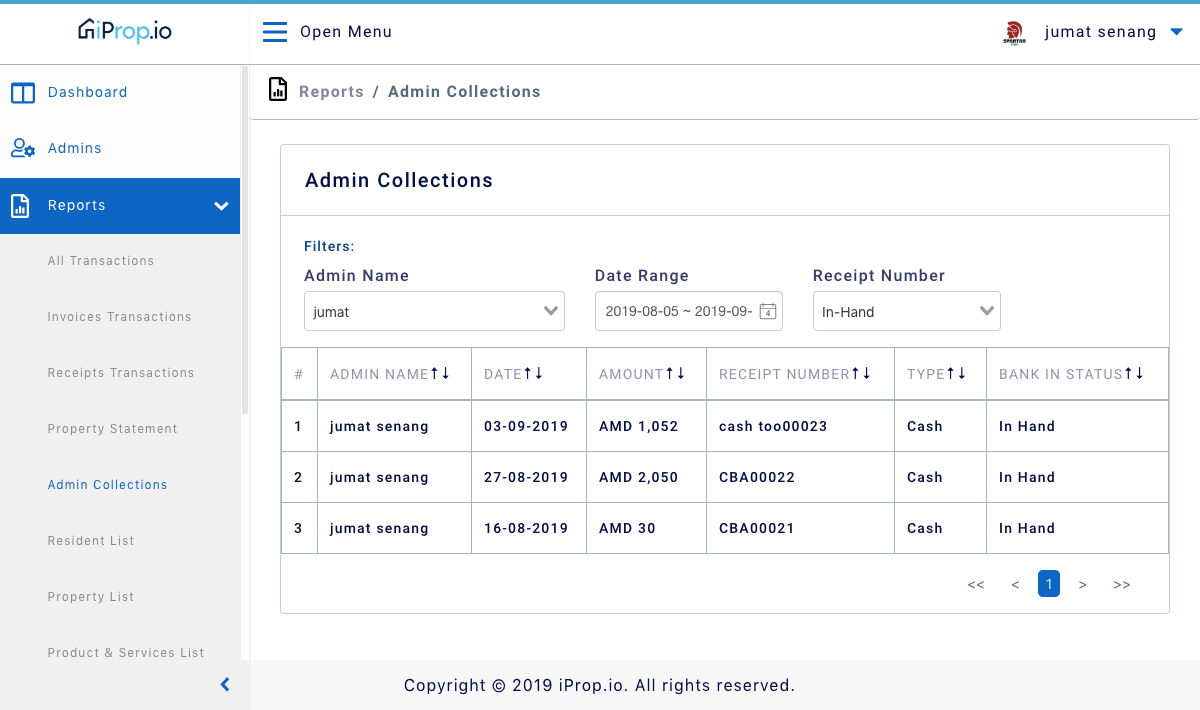 iProp.io
Open Menu
SPARTAN
jumat senang
Dashboard
Admins
Reports
All Transactions
Invoices Transactions
Receipts Transactions
Property Statement
Admin Collections
Resident List
Property List
Product & Services List
Reports / Admin Collections
Admin Collections
Filters:
Admin Name Date Range Receipt Number
jumat 2019-08-05 ~ 2019-09- 4 In-Hand
# ADMIN NAME DATE AMOUNT RECEIPT NUMBER TYPE BANK IN STATUS
1 jumat senang 03-09-2019 AMD 1,052 cash too00023 Cash In Hand
2 jumat senang 27-08-2019 AMD 2,050 CBA00022 Cash In Hand
3 jumat senang 16-08-2019 AMD 30 CBA00021 Cash In Hand
<< < 1 > >>
Copyright © 2019 iProp.io. All rights reserved.